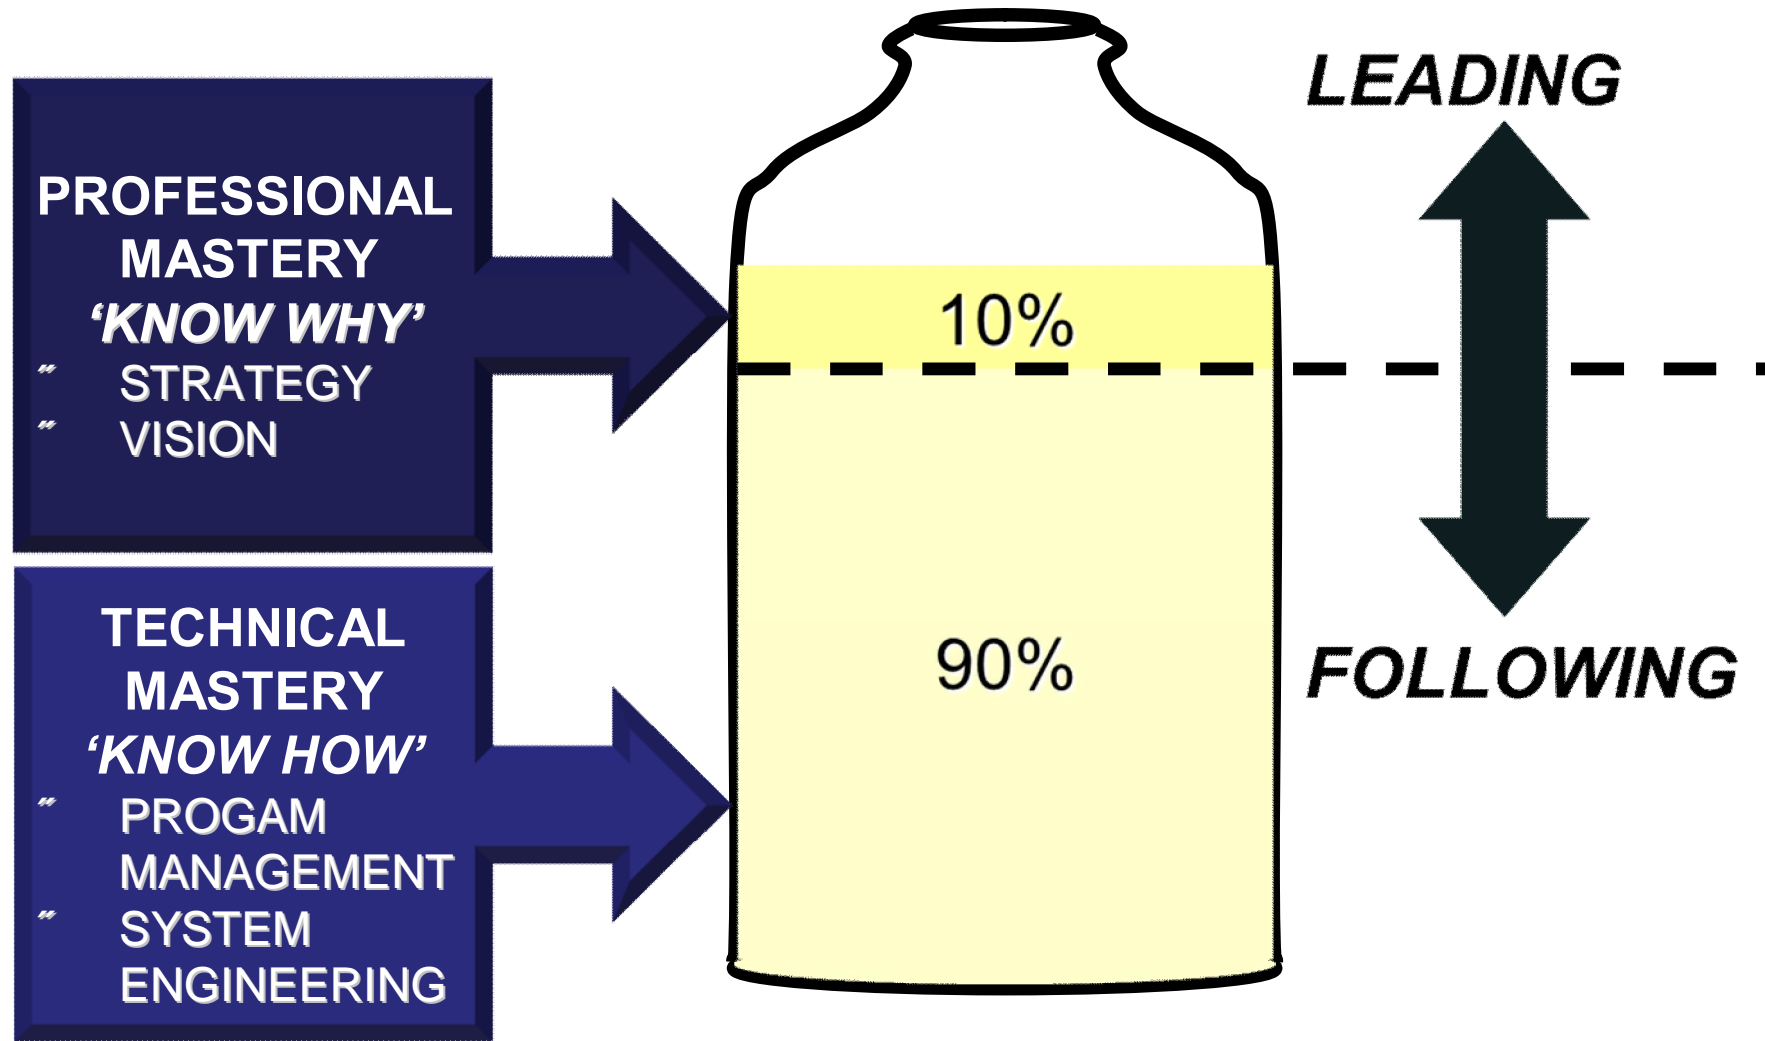 PROFESSIONAL
MASTERY
‘KNOW WHY’
” STRATEGY
” VISION
TECHNICAL
MASTERY
‘KNOW HOW’
” PROGAM
MANAGEMENT
” SYSTEM
ENGINEERING
10%
90%
LEADING
FOLLOWING